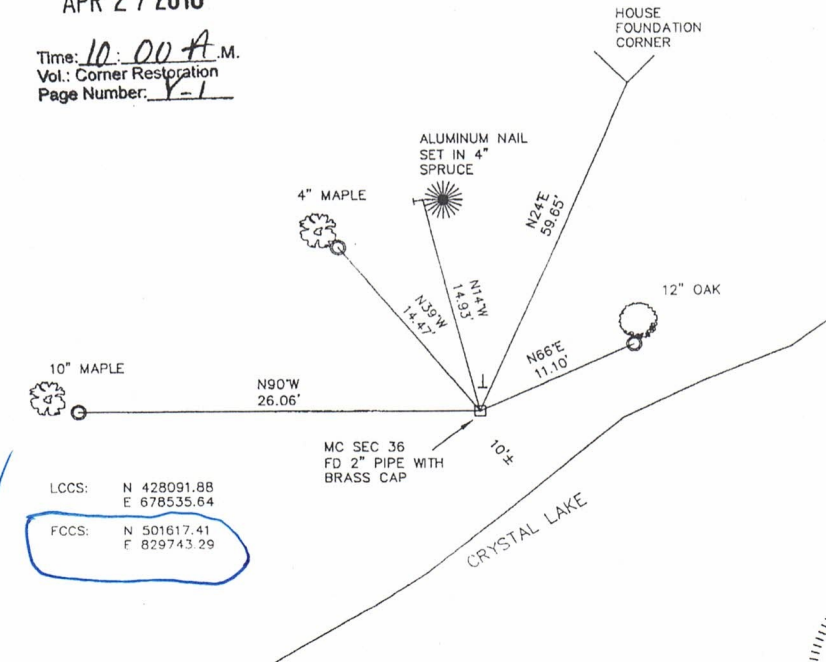 APR 27 2018
Time: 10:00 A.M.
Vol.: Corner Restoration
Page Number: Y-1
HOUSE
FOUNDATION
CORNER
ALUMINUM NAIL
SET IN 4"
SPRUCE
4" MAPLE
N24°E
59.65'
N14°W
14.93'
N39°W
14.47'
12" OAK
N66°E
11.10'
10" MAPLE
N90°W
26.06'
MC SEC 36
FD 2" PIPE WITH
BRASS CAP
10'±
CRYSTAL LAKE
LCCS: N 428091.88
E 678535.64
FCCS: N 501617.41
E 829743.29